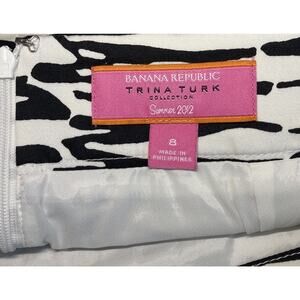 BANANA REPUBLIC
TRINA TURK
COLLECTION
Summer 2012
8
MADE IN
PHILIPPINES